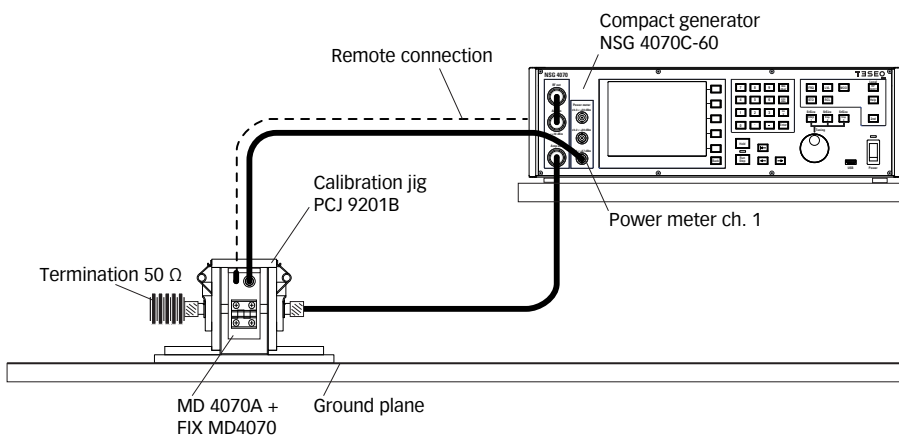 Compact generator
NSG 4070C-60
Remote connection
NSG 4070
TESEQ
Calibration jig
PCJ 9201B
Power meter ch. 1
Termination 50 Ω
MD 4070A +
FIX MD4070
Ground plane